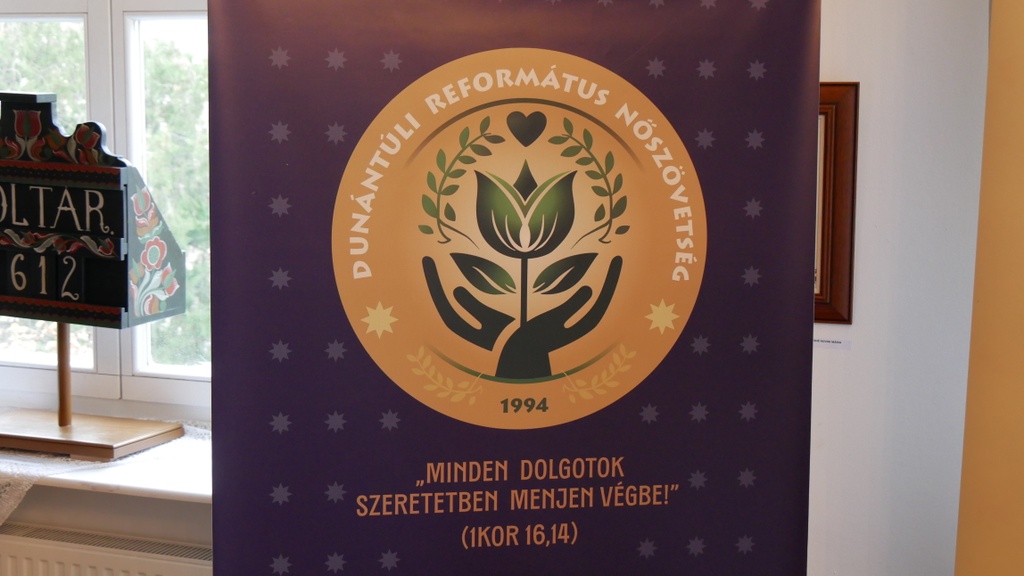 OLTAR
612
DUNÁNTÚLI REFORMÁTUS NŐSZÖVETSÉG
1994
„MINDEN DOLGOTOK
SZERETETBEN MENJEN VÉGBE!”
(1KOR 16,14)